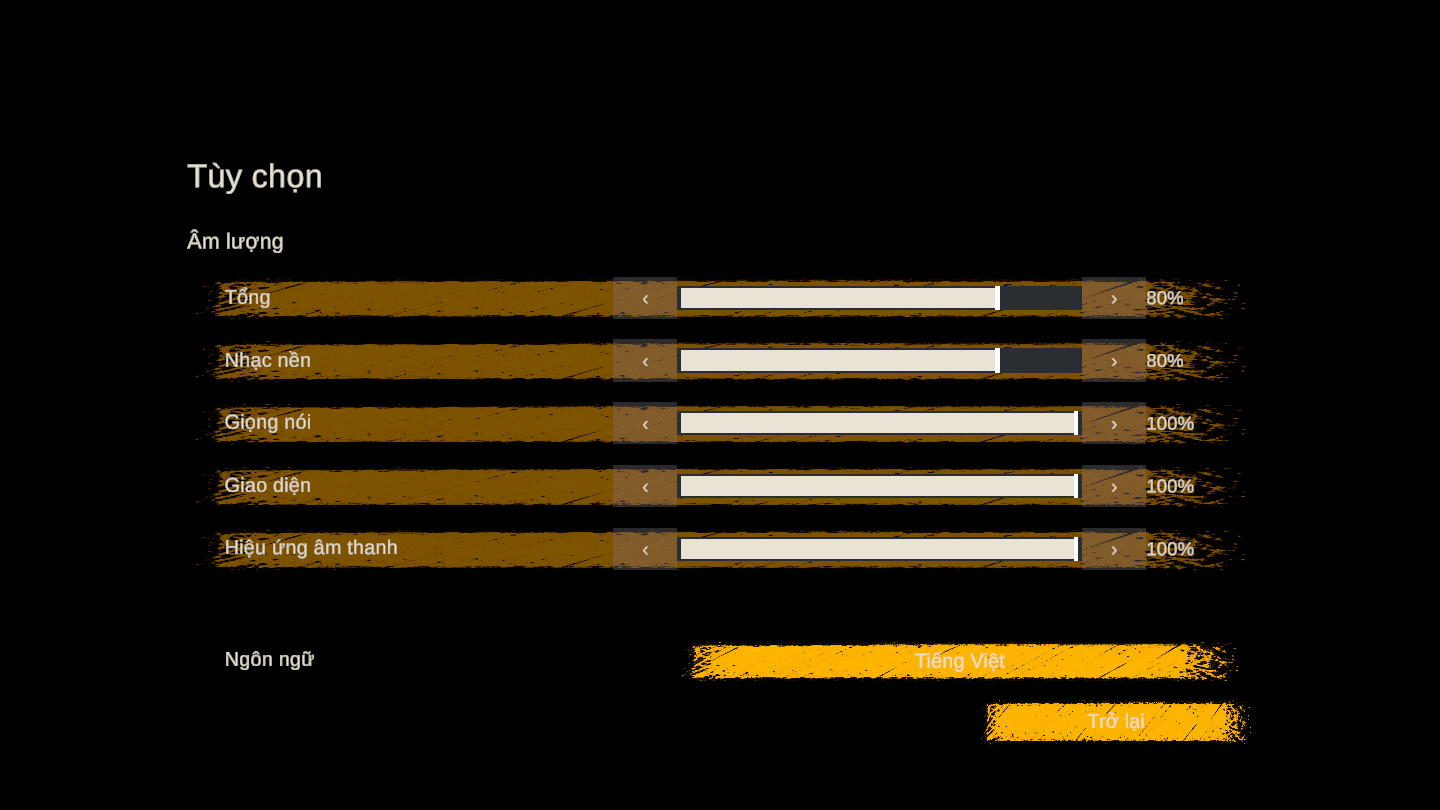 Tùy chọn
Âm lượng
Tổng ‹ › 80%
Nhạc nền ‹ › 80%
Giọng nói ‹ › 100%
Giao diện ‹ › 100%
Hiệu ứng âm thanh ‹ › 100%
Ngôn ngữ Tiếng Việt
Trở lại